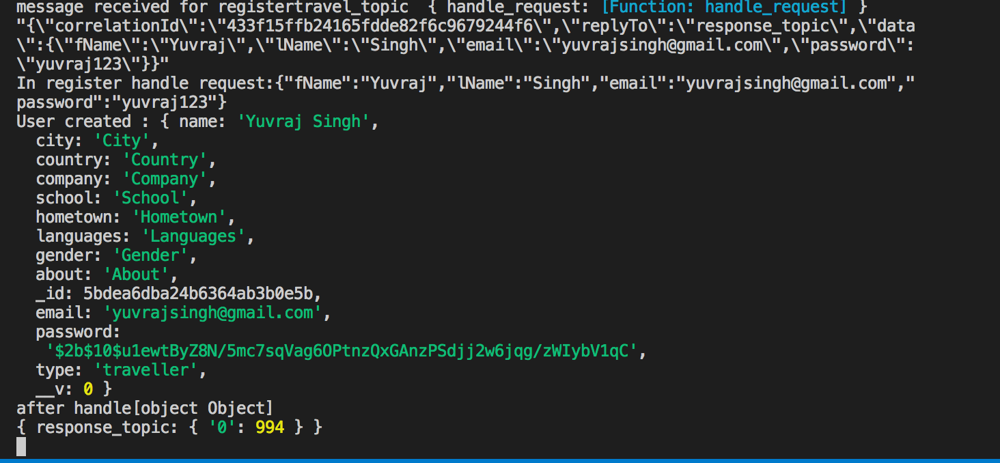 message received for registertravel_topic  { handle_request: [Function: handle_request] }
"{\"correlationId\":\"433f15ffb24165fdde82f6c9679244f6\",\"replyTo\":\"response_topic\",\"data
\":{\"fName\":\"Yuvraj\",\"lName\":\"Singh\",\"email\":\"yuvrajsingh@gmail.com\",\"password\":
\"yuvraj123\"}}"
In register handle request:{"fName":"Yuvraj","lName":"Singh","email":"yuvrajsingh@gmail.com","
password":"yuvraj123"}
User created : { name: 'Yuvraj Singh',
  city: 'City',
  country: 'Country',
  company: 'Company',
  school: 'School',
  hometown: 'Hometown',
  languages: 'Languages',
  gender: 'Gender',
  about: 'About',
  _id: 5bdea6dba24b6364ab3b0e5b,
  email: 'yuvrajsingh@gmail.com',
  password:
   '$2b$10$u1ewtByZ8N/5mc7sqVag6OPtnzQxGAnzPSdjj2w6jqg/zWIybV1qC',
  type: 'traveller',
  __v: 0 }
after handle[object Object]
{ response_topic: { '0': 994 } }